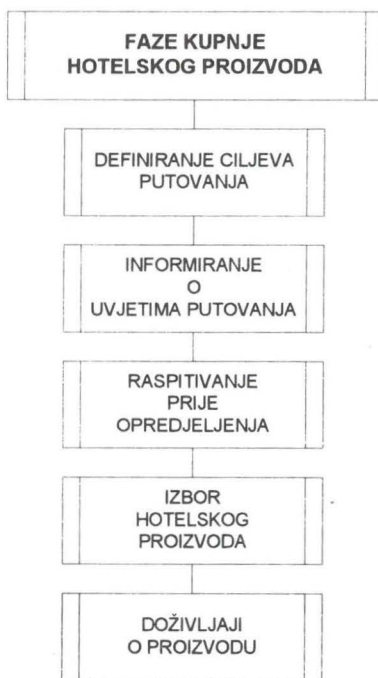 FAZE KUPNJE
HOTELSKOG PROIZVODA
DEFINIRANJE CILJEVA
PUTOVANJA
INFORMIRANJE
O
UVJETIMA PUTOVANJA
RASPITIVANJE
PRIJE
OPREDJELJENJA
IZBOR
HOTELSKOG
PROIZVODA
DOŽIVLJAJI
O PROIZVODU